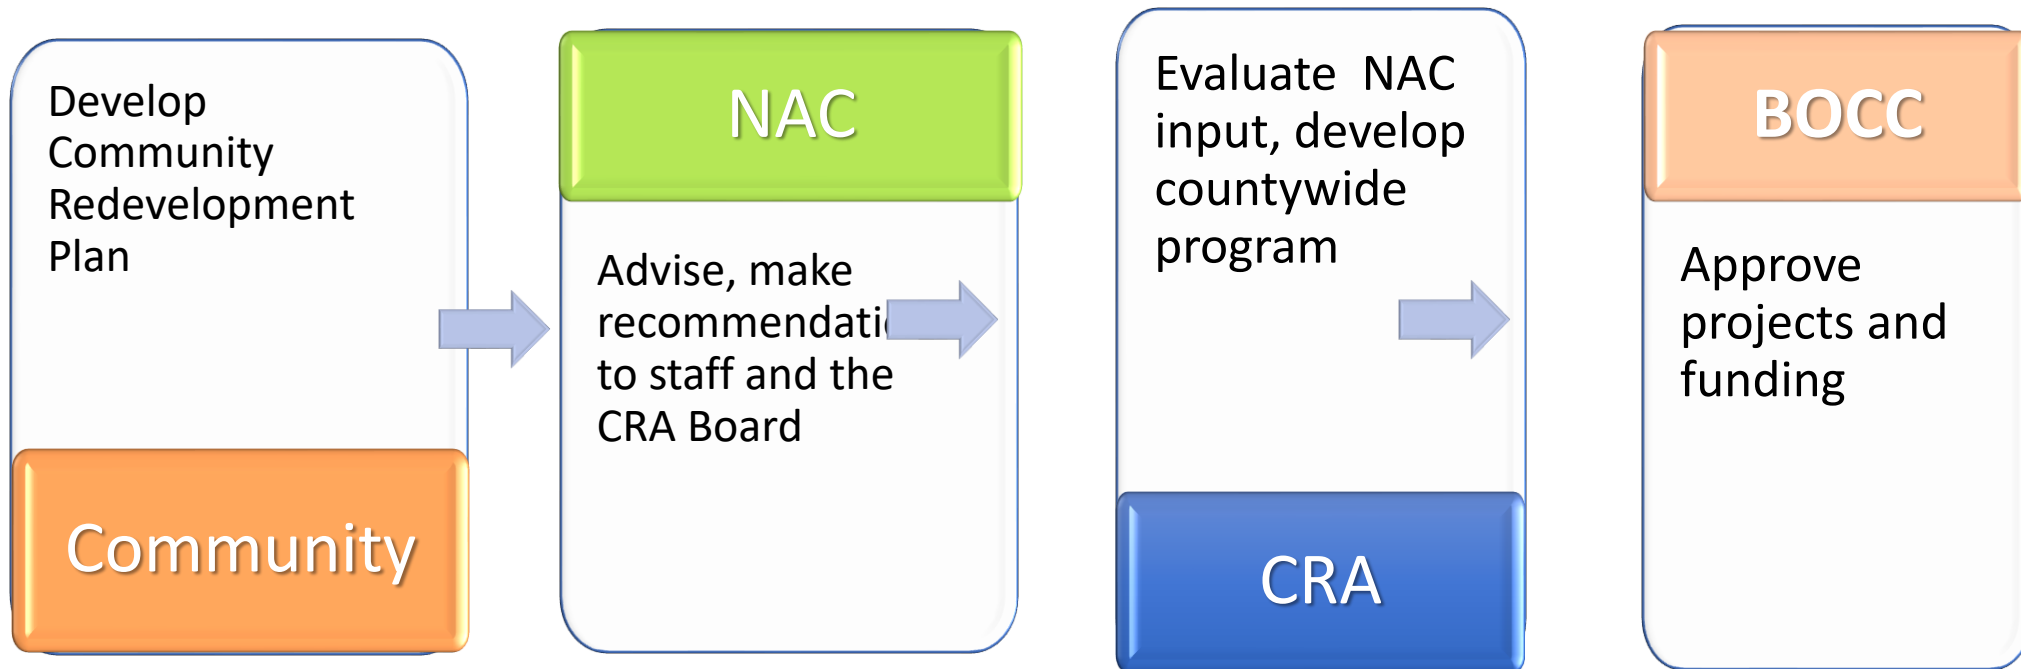 Develop
Community
Redevelopment
Plan
Community
NAC
Advise, make
recommendati
to staff and the
CRA Board
Evaluate NAC
input, develop
countywide
program
CRA
BOCC
Approve
projects and
funding